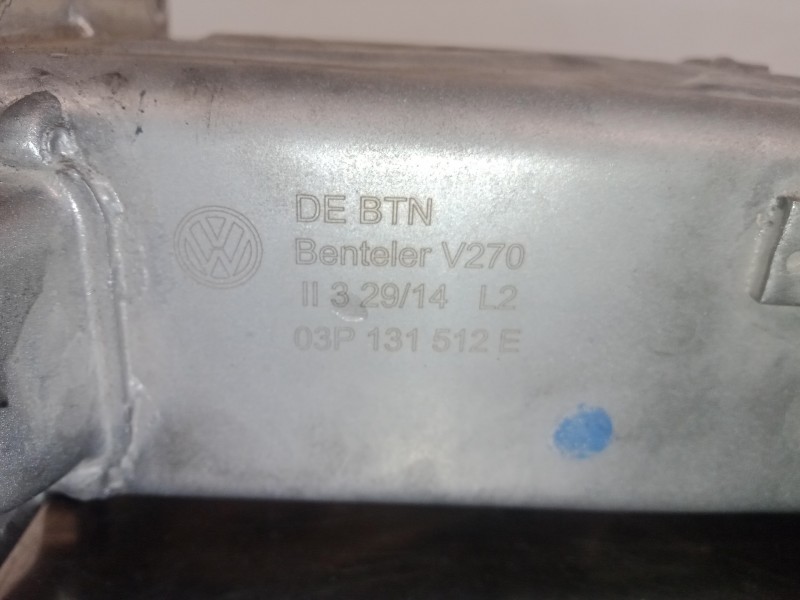 DE BTN
Benteler V270
II 3 29/14 L2
03P 131 512 E